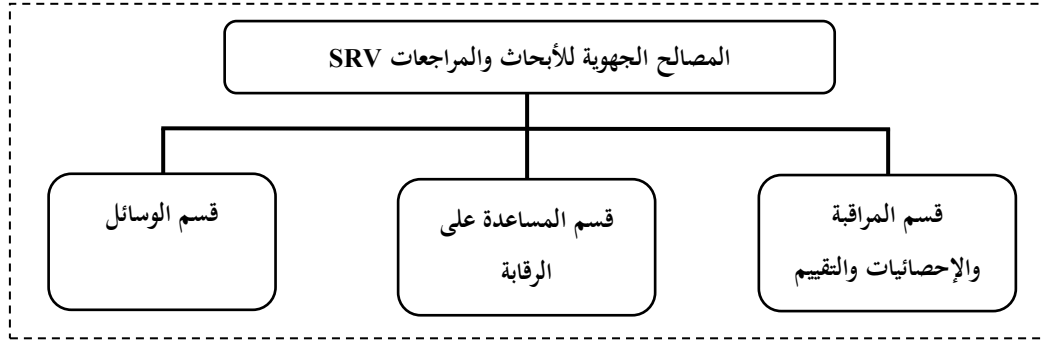 المصالح الجهوية للأبحاث والمراجعات SRV
قسم المراقبة
والإحصائيات والتقييم
قسم المساعدة على
الرقابة
قسم الوسائل